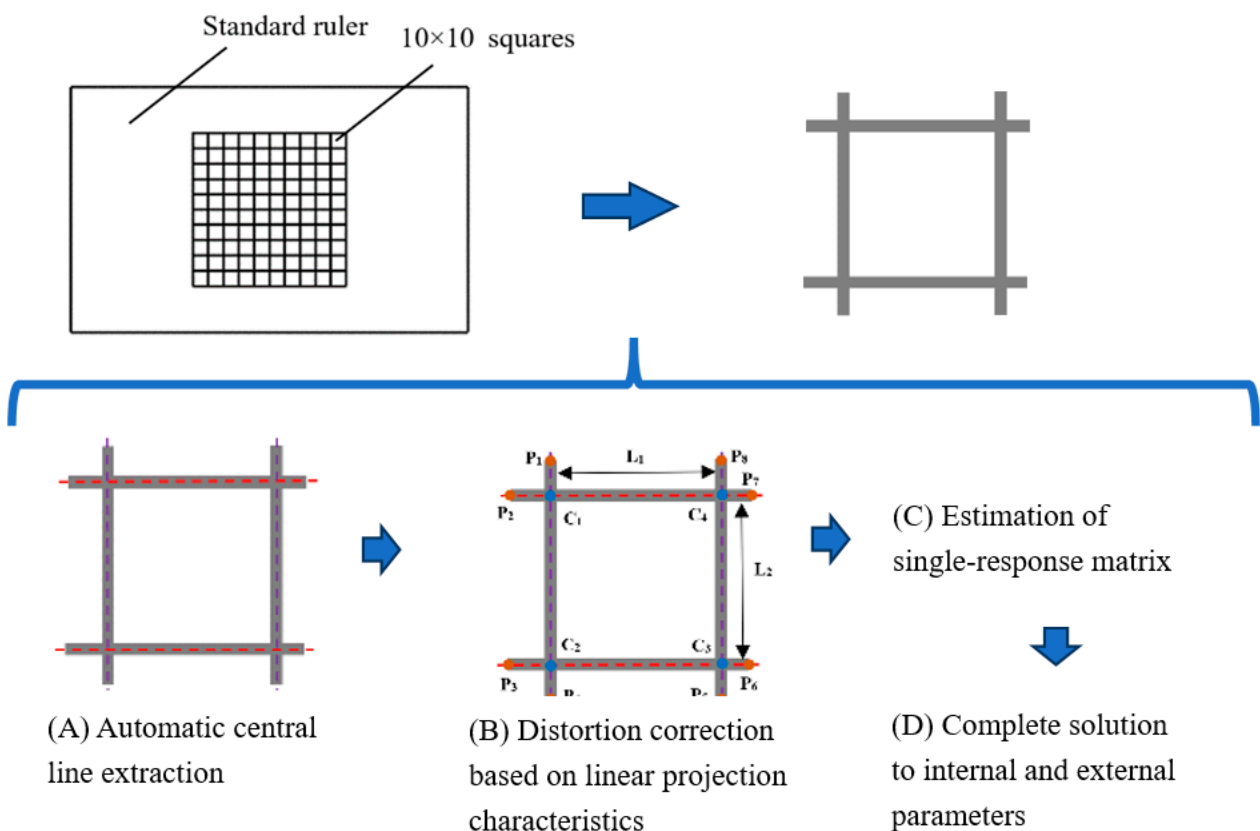 Standard ruler
10×10 squares
P₁
L₁
P₈
P₇
P₂
C₁
C₄
L₂
C₂
C₃
P₃
P₆
(A) Automatic central
line extraction
(B) Distortion correction
based on linear projection
characteristics
(C) Estimation of
single-response matrix
(D) Complete solution
to internal and external
parameters